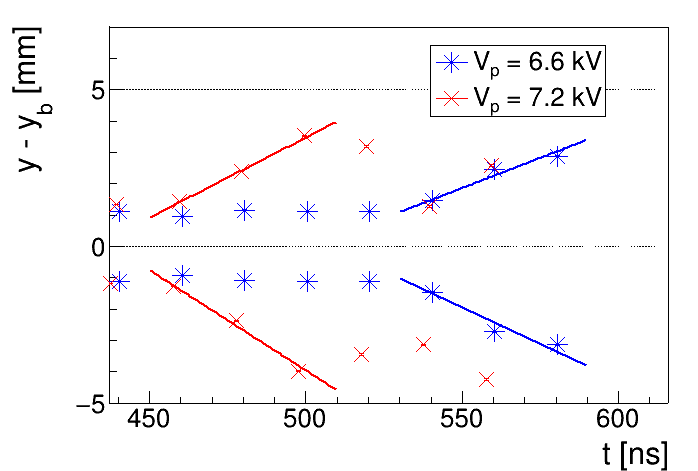 y - y_b [mm]
V_p = 6.6 kV
V_p = 7.2 kV
5
0
−5
450 500 550 600
t [ns]